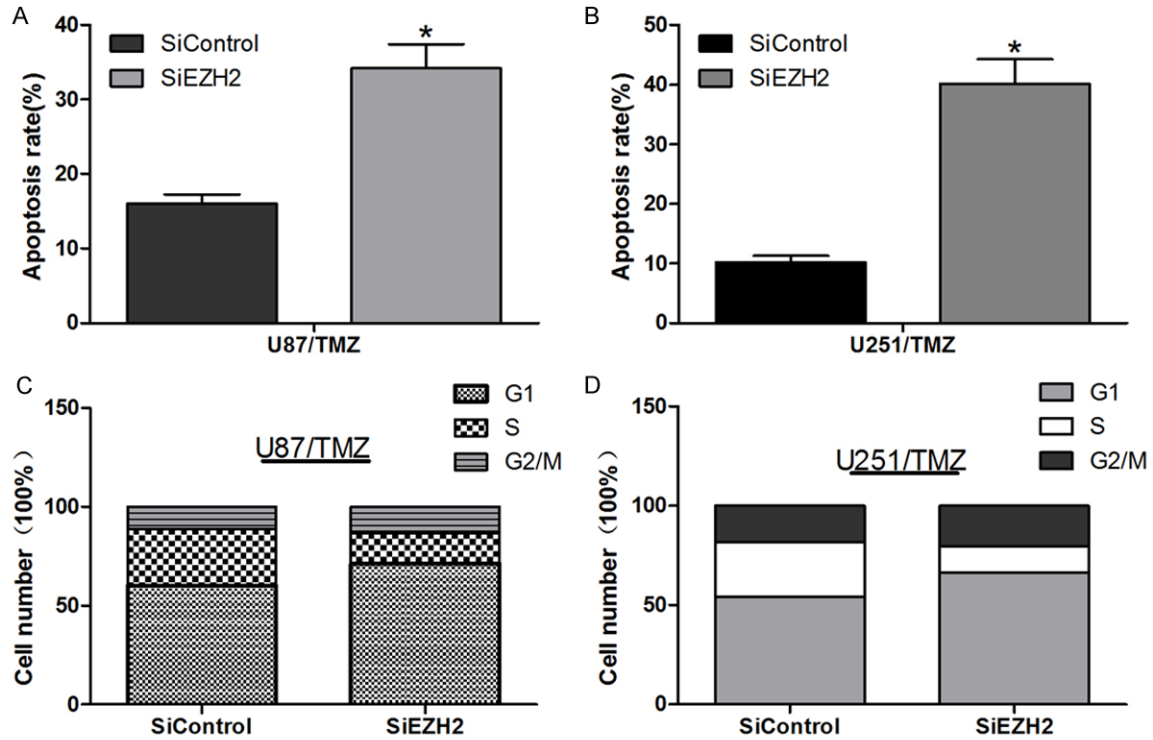 A
40
30
20
10
0
Apoptosis rate(%)
SiControl
SiEZH2
*
U87/TMZ
B
50
40
30
20
10
0
Apoptosis rate(%)
SiControl
SiEZH2
*
U251/TMZ
C
150
100
50
0
Cell number（100%）
U87/TMZ
G1
S
G2/M
SiControl
SiEZH2
D
150
100
50
0
Cell number（100%）
U251/TMZ
G1
S
G2/M
SiControl
SiEZH2